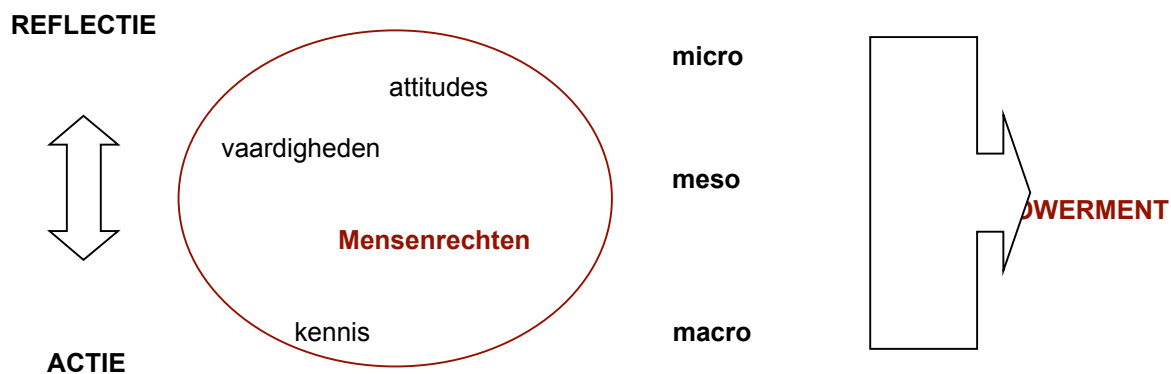 REFLECTIE
micro
attitudes
vaardigheden
meso
OWERMENT
Mensenrechten
kennis
macro
ACTIE